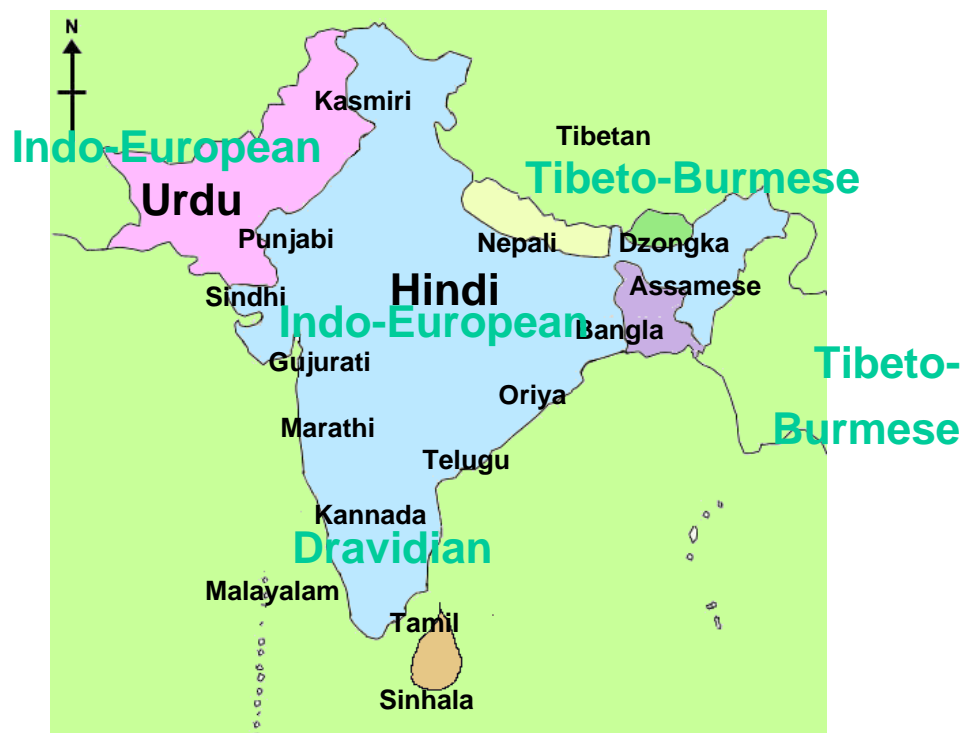 N
Kasmiri
Tibetan
Indo-European
Tibeto-Burmese
Urdu
Punjabi
Nepali
Dzongka
Sindhi
Hindi
Assamese
Indo-European
Bangla
Gujurati
Tibeto-
Burmese
Oriya
Marathi
Telugu
Kannada
Dravidian
Malayalam
Tamil
Sinhala